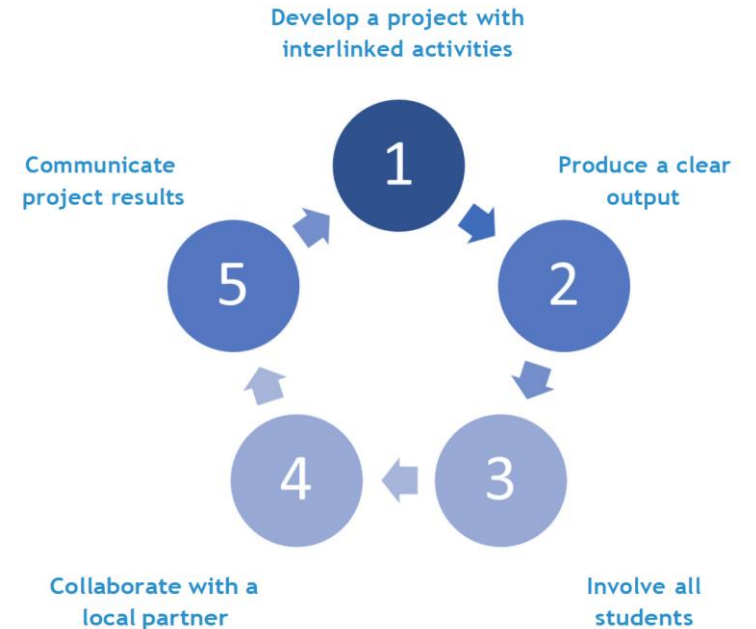 Develop a project with
interlinked activities
1
Produce a clear
output
2
Involve all
students
3
Collaborate with a
local partner
4
Communicate
project results
5